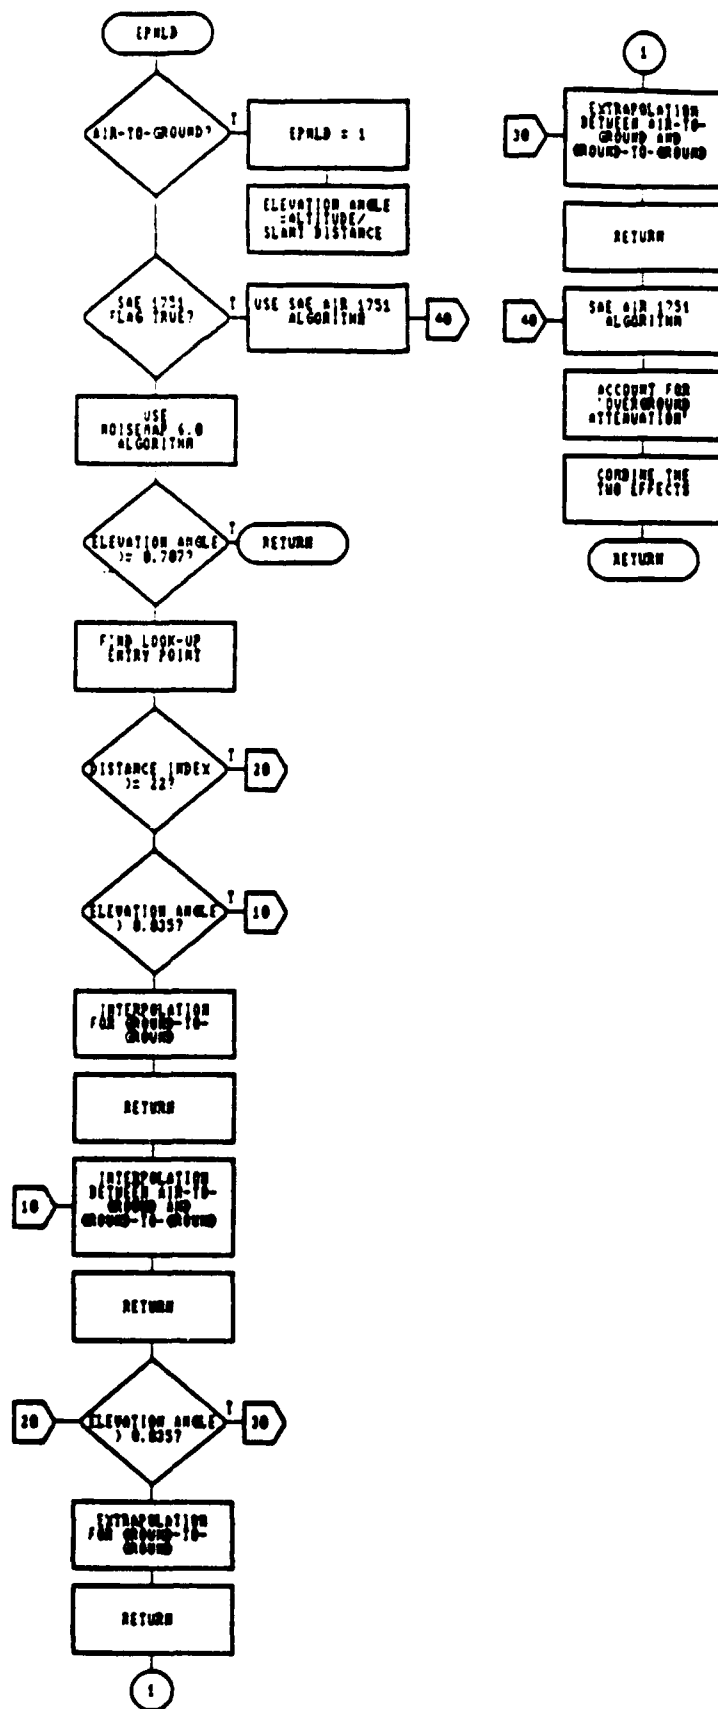 EPNLD
AIR-TO-GROUND?
T
EPNLD = 1
ELEVATION ANGLE
=ALTITUDE/
SLANT DISTANCE
SAE 1751
FLAG TRUE?
T
USE SAE AIR 1751
ALGORITHM
40
USE
NOISEMAP 6.0
ALGORITHM
ELEVATION ANGLE
>= 0.707?
T
RETURN
FIND LOOK-UP
ENTRY POINT
DISTANCE INDEX
>= 22?
T
20
ELEVATION ANGLE
T
10
INTERPOLATION
FOR GROUND-TO-
GROUND
RETURN
10
INTERPOLATION
BETWEEN AIR-TO-
GROUND AND
GROUND-TO-GROUND
RETURN
20
ELEVATION ANGLE
T
30
EXTRAPOLATION
FOR GROUND-TO-
GROUND
RETURN
1
1
30
EXTRAPOLATION
BETWEEN AIR-TO-
GROUND AND
GROUND-TO-GROUND
RETURN
40
SAE AIR 1751
ALGORITHM
ACCOUNT FOR
'OVERGROUND
ATTENUATION'
COMBINE THE
TWO EFFECTS
RETURN